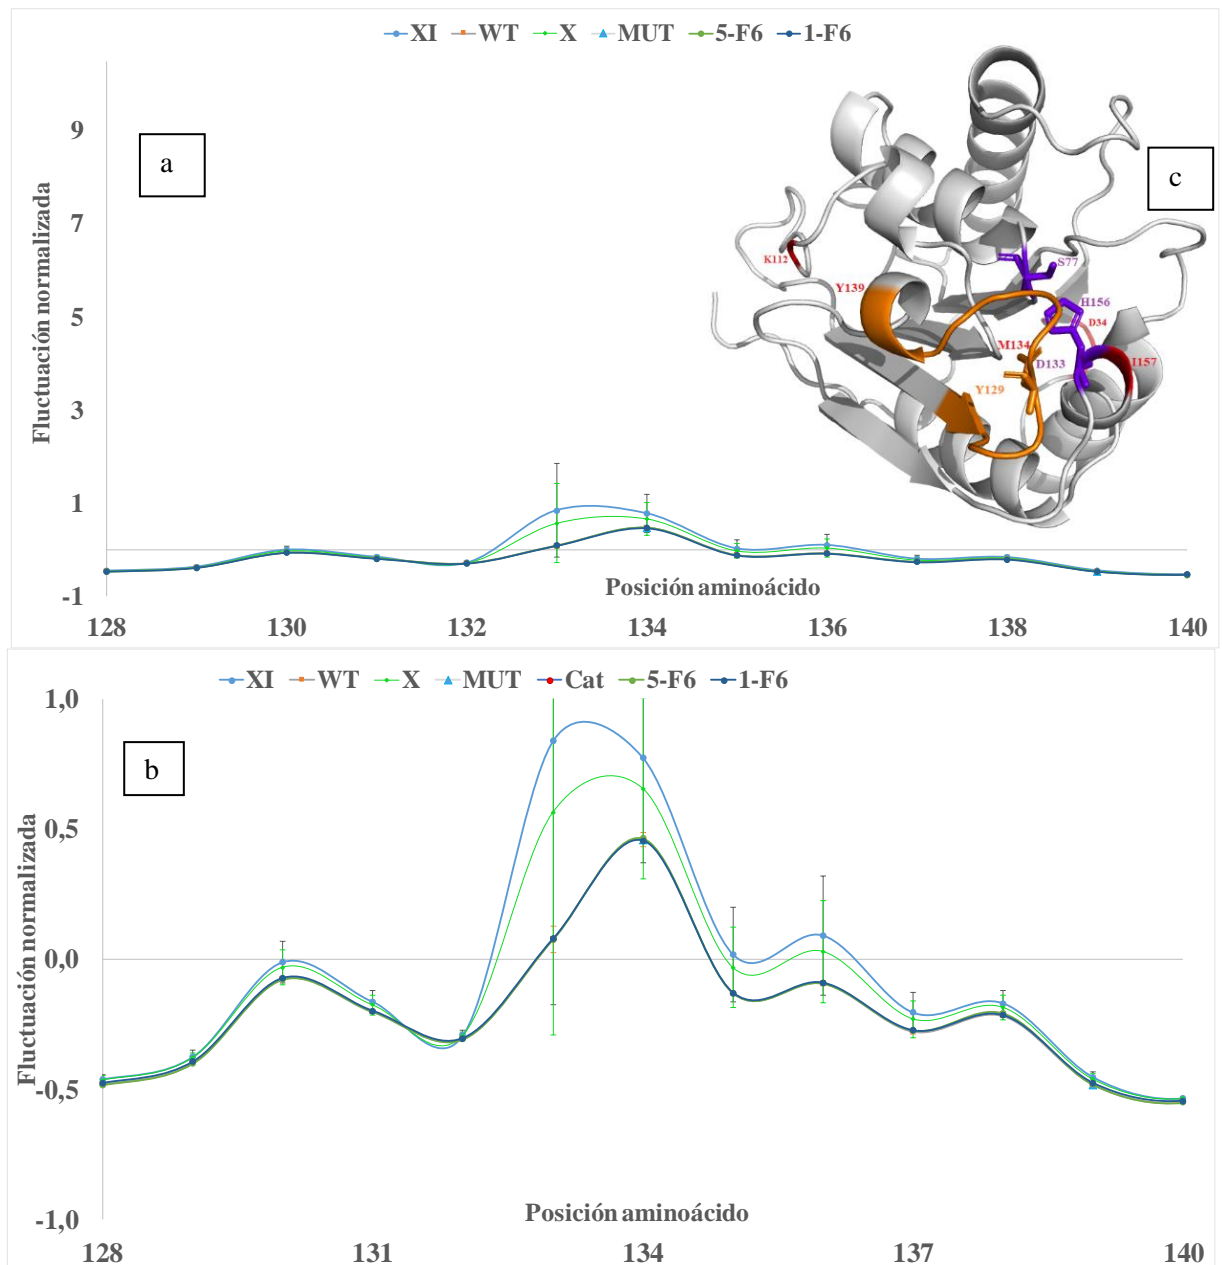 XI WT X MUT 5-F6 1-F6
9
7
5
3
1
-1
Fluctuación normalizada
a
c
K112
Y139
S77
H156
D34
M134
D133
I157
Y129
Posición aminoácido
128 130 132 134 136 138 140
XI WT X MUT Cat 5-F6 1-F6
1,0
0,5
0,0
-0,5
-1,0
Fluctuación normalizada
b
Posición aminoácido
128 131 134 137 140